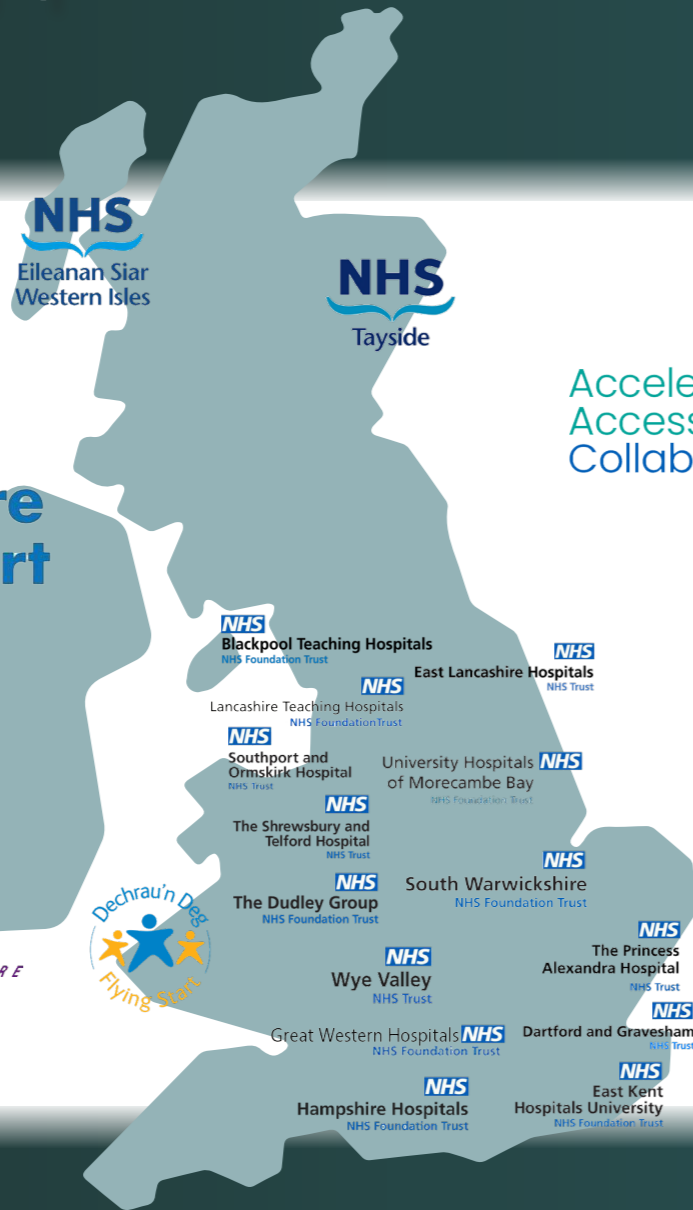 NHS
Eileanan Siar
Western Isles
NHS
Tayside
Accele
Access
Collab
re
rt
NHS
Blackpool Teaching Hospitals
NHS Foundation Trust
NHS
East Lancashire Hospitals
NHS Trust
NHS
Lancashire Teaching Hospitals
NHS FoundationTrust
NHS
Southport and
Ormskirk Hospital
NHS Trust
University Hospitals NHS
of Morecambe Bay
NHS Foundation Trust
NHS
The Shrewsbury and
Telford Hospital
NHS Trust
NHS
South Warwickshire
NHS Foundation Trust
NHS
The Dudley Group
NHS Foundation Trust
Dechrau'n Deg
Flying Start
NHS
The Princess
Alexandra Hospital
NHS Trust
NHS
Wye Valley
NHS Trust
RE
NHS
Dartford and Gravesham
NHS Trust
Great Western Hospitals NHS
NHS Foundation Trust
NHS
East Kent
Hospitals University
NHS Foundation Trust
NHS
Hampshire Hospitals
NHS Foundation Trust